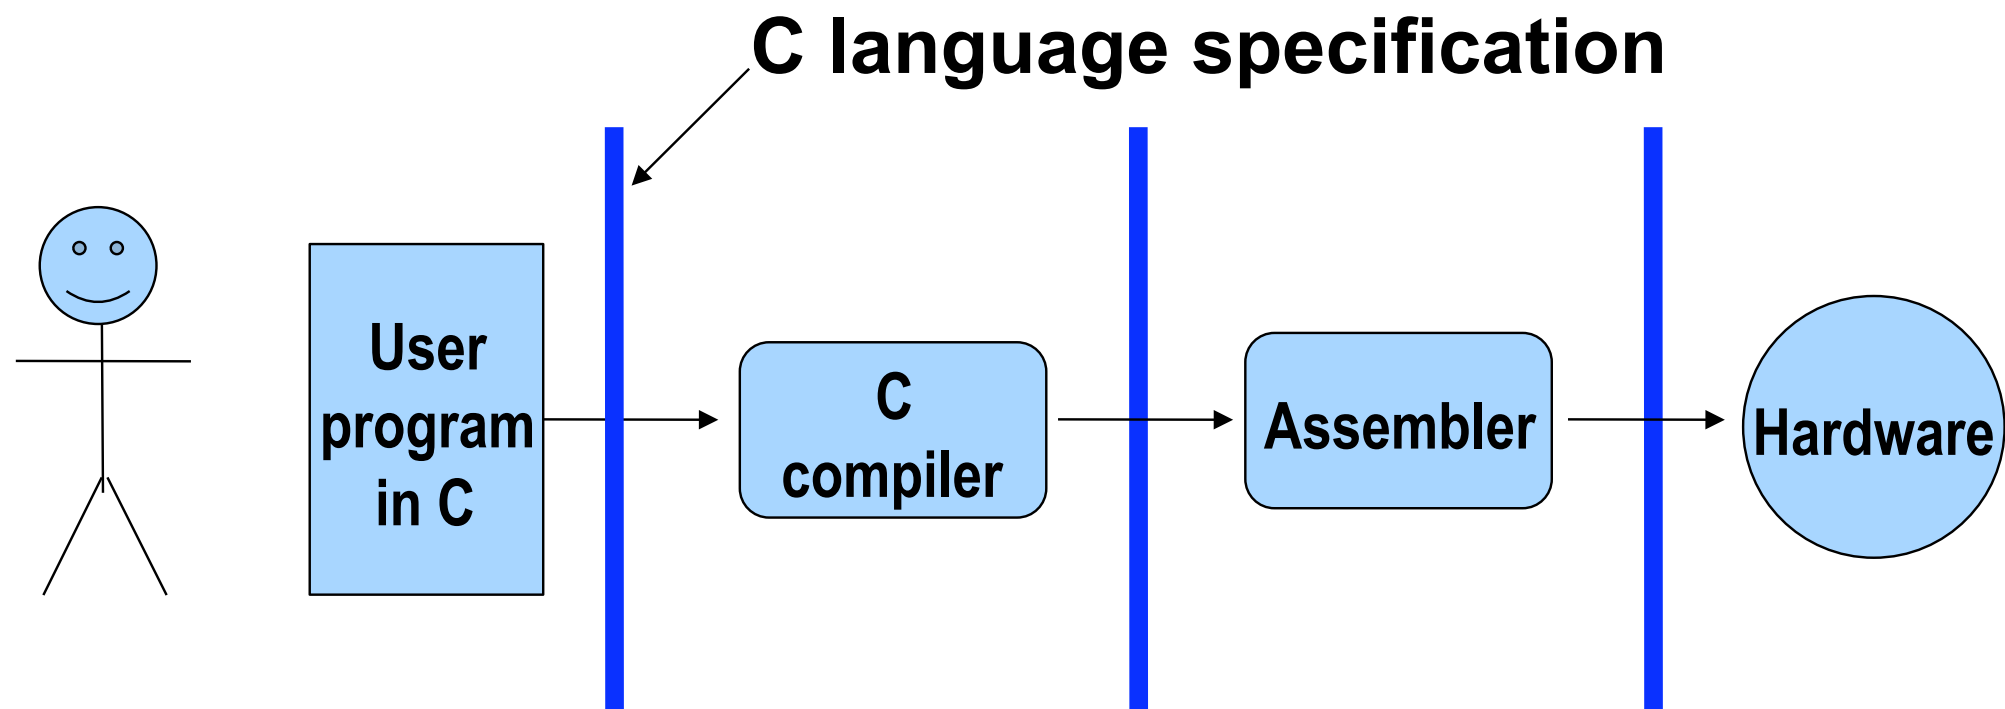 C language specification
User
program
in C
C
compiler
Assembler
Hardware